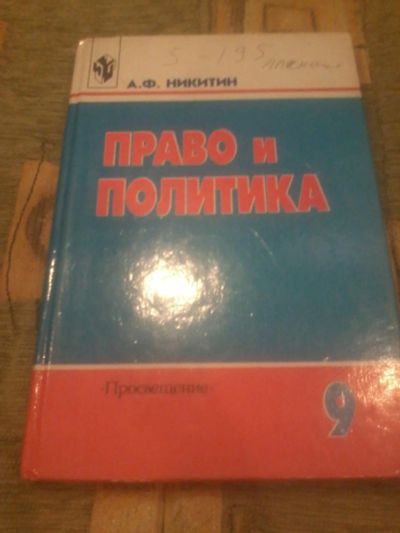 5-195
А.Ф. НИКИТИН
ПРАВО И
ПОЛИТИКА
·Просвещение·
9